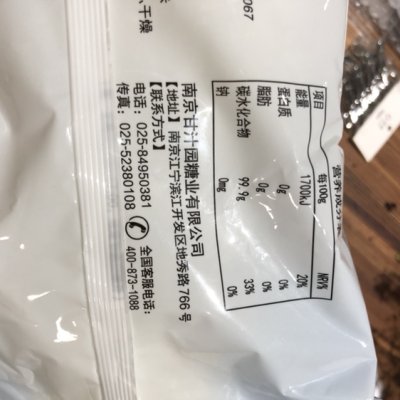 067
干燥
营养成分表
项目 每100g NRV%
能量 1700kJ 20%
蛋白质 0g 0%
脂肪 0g 0%
碳水化合物 99.9g 33%
钠 0mg 0%
南京甘汁园糖业有限公司
【地址】南京江宁滨江开发区地秀路766号
【联系方式】
电话：025-84950381
传真：025-52380108
全国客服电话：
400-873-1088